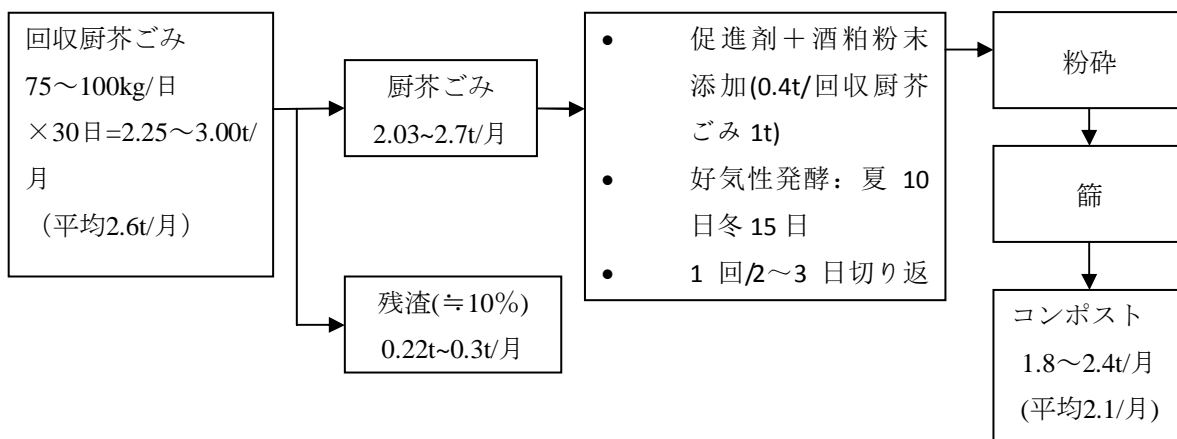 回収厨芥ごみ
75～100kg/日
×30日=2.25～3.00t/
月
（平均2.6t/月）
厨芥ごみ
2.03~2.7t/月
残渣(≒10%)
0.22t~0.3t/月
• 促進剤＋酒粕粉末
添加(0.4t/回収厨芥
ごみ 1t)
• 好気性発酵：夏 10
日冬 15 日
• 1 回/2～3 日切り返
粉砕
篩
コンポスト
1.8～2.4t/月
(平均2.1/月)